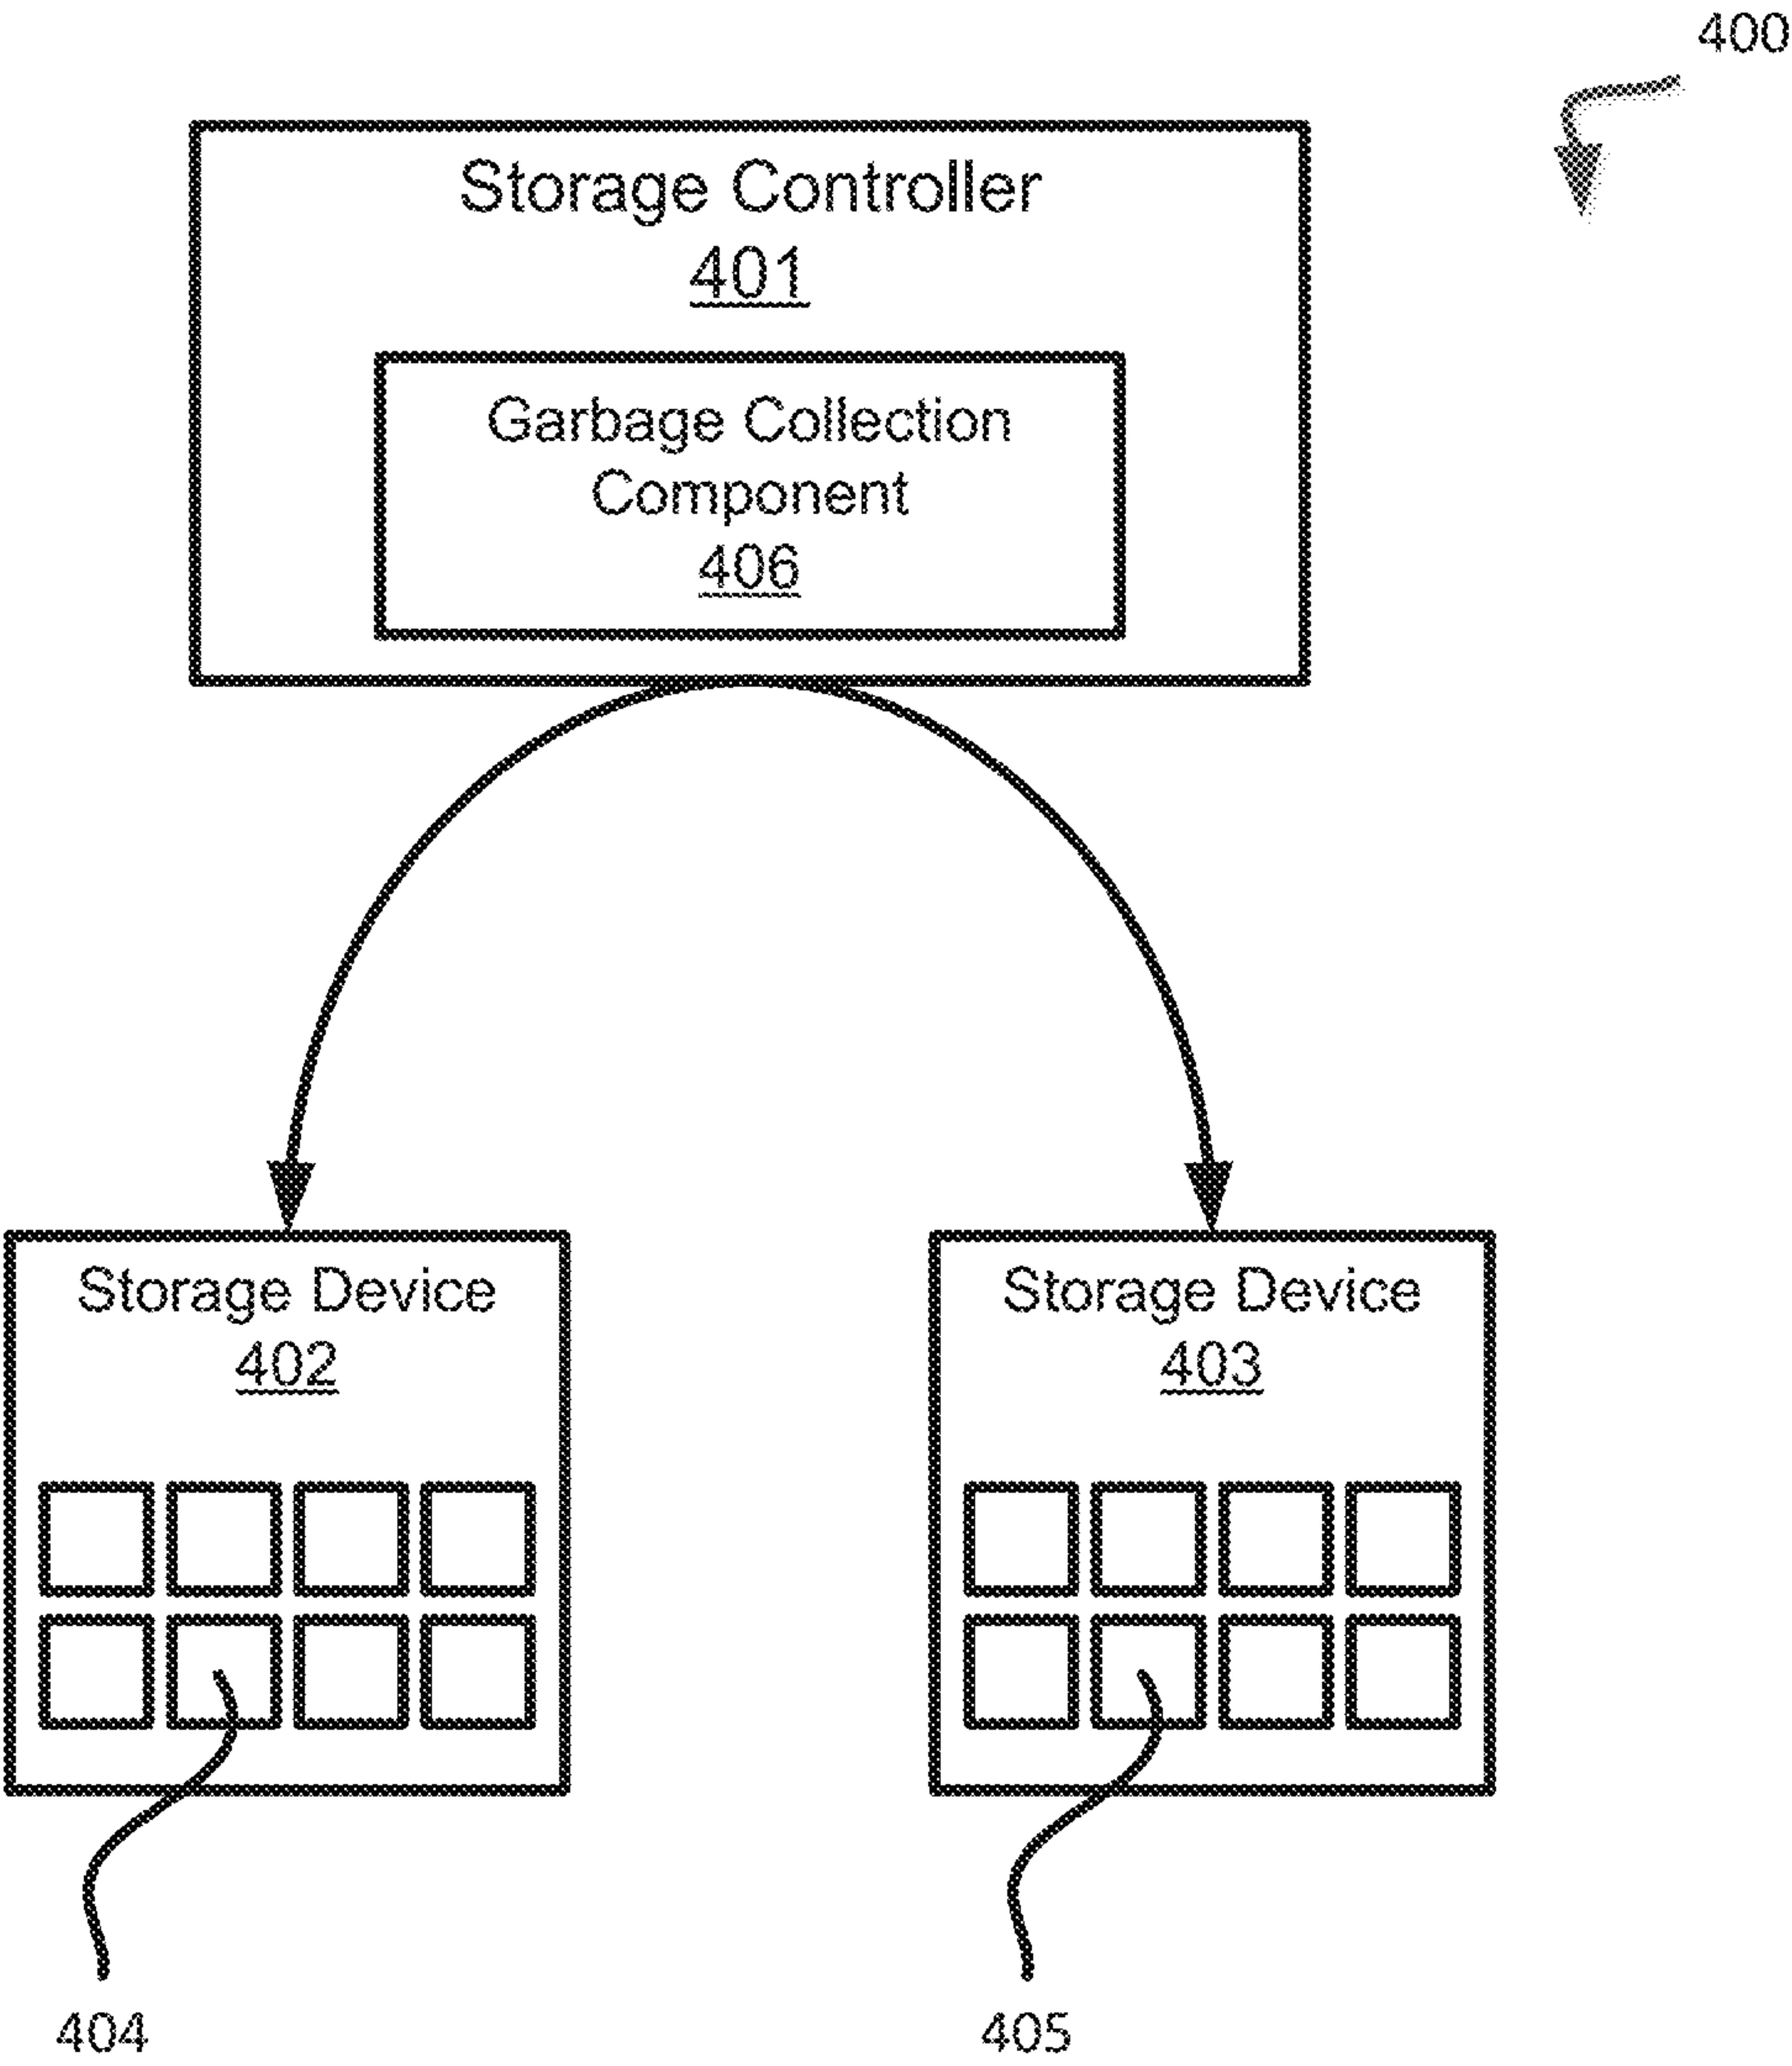 400
Storage Controller
401
Garbage Collection
Component
406
Storage Device
402
Storage Device
403
404
405